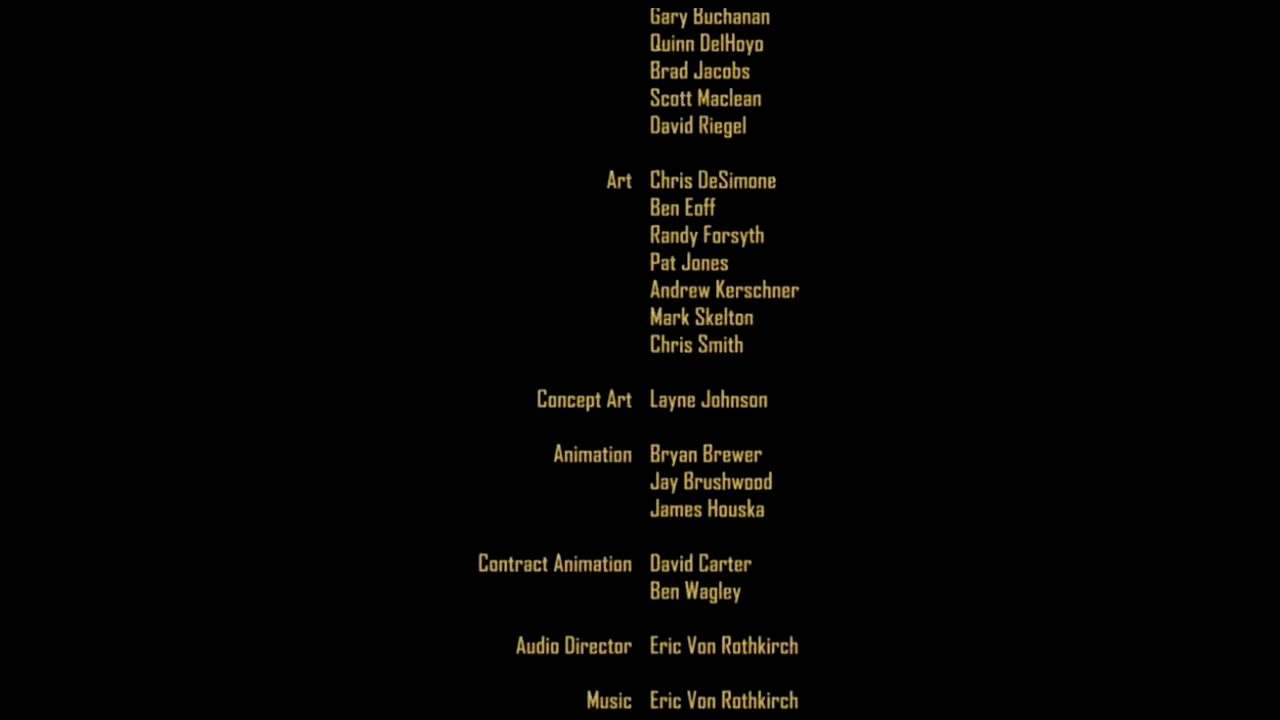 Gary Buchanan
Quinn DelHoyo
Brad Jacobs
Scott Maclean
David Riegel
Art Chris DeSimone
Ben Eoff
Randy Forsyth
Pat Jones
Andrew Kerschner
Mark Skelton
Chris Smith
Concept Art Layne Johnson
Animation Bryan Brewer
Jay Brushwood
James Houska
Contract Animation David Carter
Ben Wagley
Audio Director Eric Von Rothkirch
Music Eric Von Rothkirch